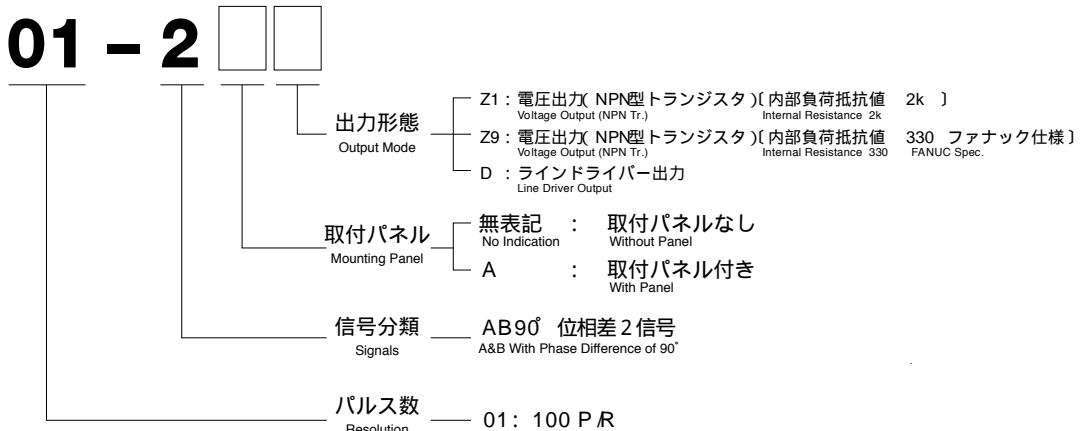 01 – 2
出力形態
Output Mode
Z1 : 電圧出力( NPN型トランジスタ )〔 内部負荷抵抗値 2k 〕
Voltage Output (NPN Tr.) Internal Resistance 2k
Z9 : 電圧出力( NPN型トランジスタ )〔 内部負荷抵抗値 330 ファナック仕様 〕
Voltage Output (NPN Tr.) Internal Resistance 330 FANUC Spec.
D : ラインドライバー出力
Line Driver Output
取付パネル
Mounting Panel
無表記 : 取付パネルなし
No Indication Without Panel
A : 取付パネル付き
With Panel
信号分類
Signals
AB90° 位相差2信号
A&B With Phase Difference of 90°
パルス数
Resolution
01: 100 P/R